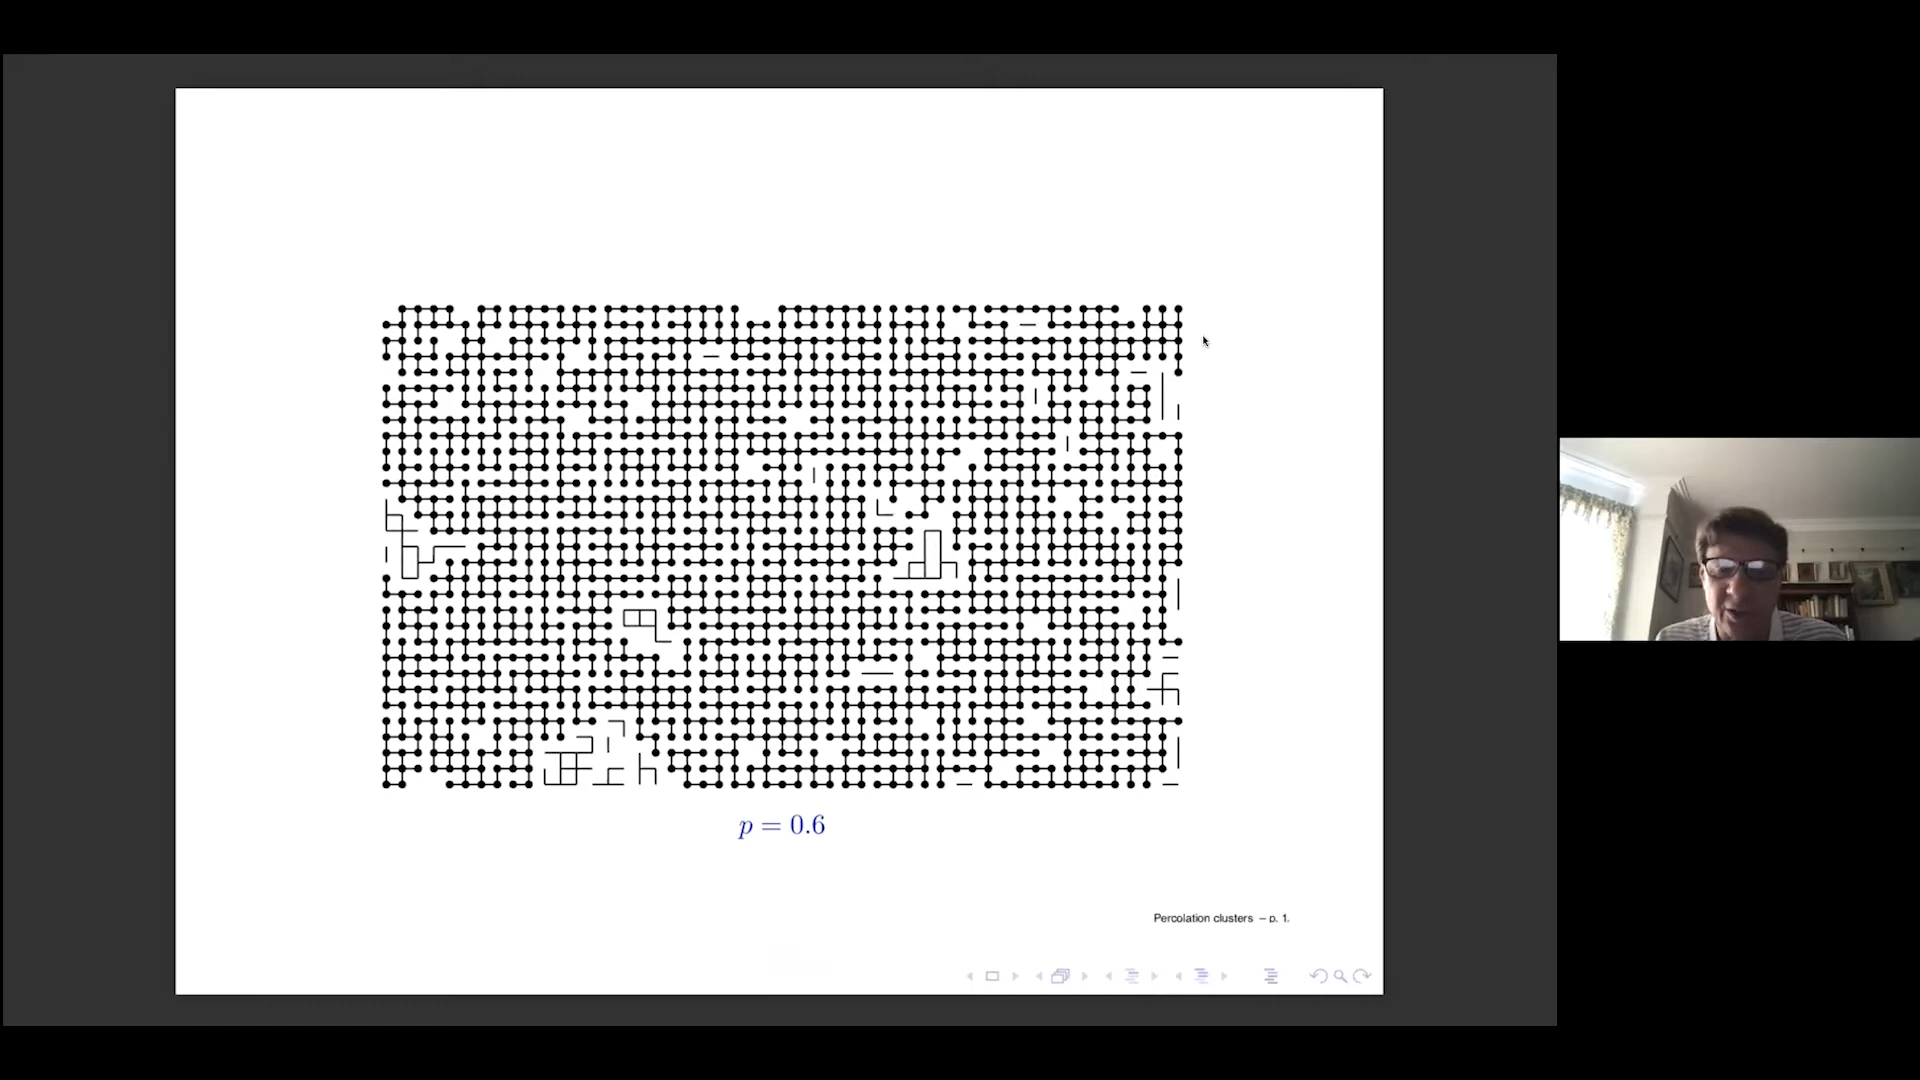 p = 0.6
Percolation clusters – p. 1.